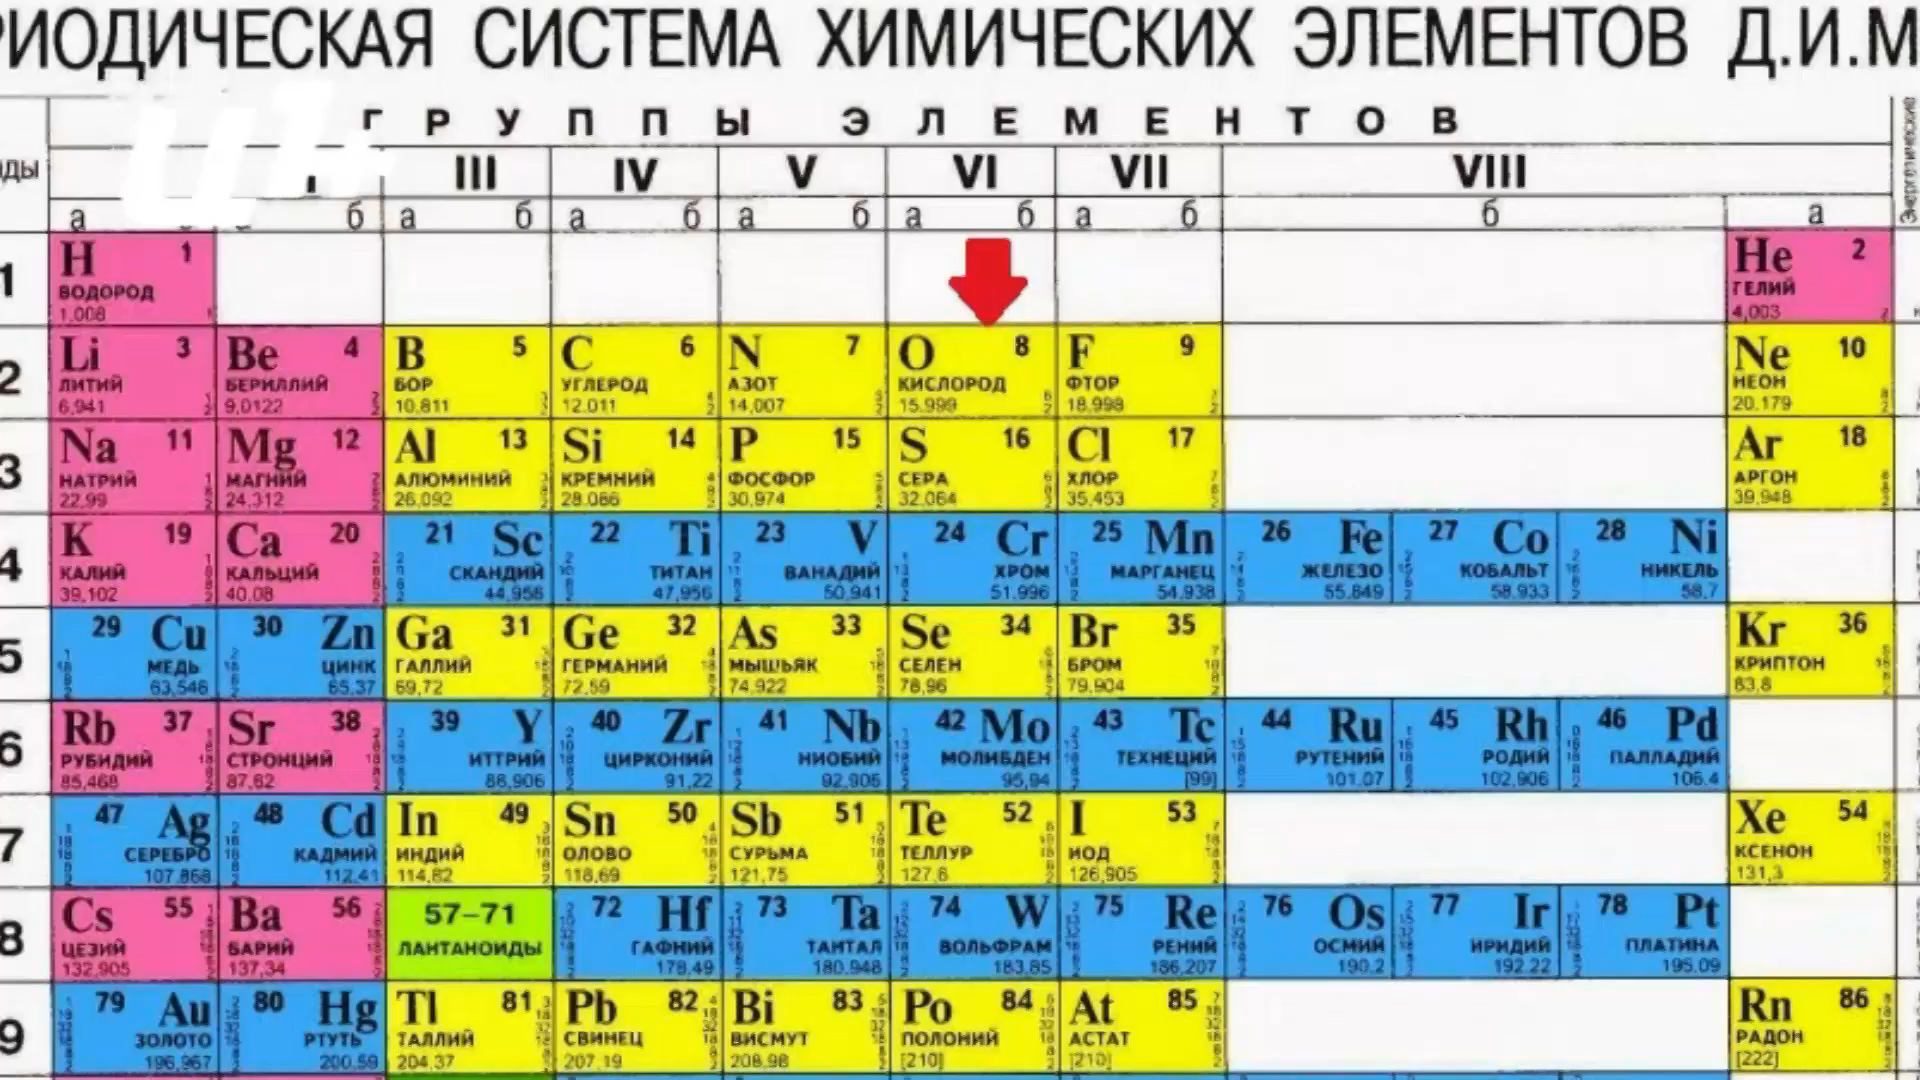 РИОДИЧЕСКАЯ СИСТЕМА ХИМИЧЕСКИХ ЭЛЕМЕНТОВ Д.И.М
ГРУППЫ ЭЛЕМЕНТОВ
III IV V VI VII VIII
а б а б а б а б а б а б б а
1 H 1 He 2
ВОДОРОД ГЕЛИЙ
1,008 4,003
2 Li 3 Be 4 B 5 C 6 N 7 O 8 F 9 Ne 10
ЛИТИЙ БЕРИЛЛИЙ БОР УГЛЕРОД АЗОТ КИСЛОРОД ФТОР НЕОН
6,941 9,0122 10,811 12,011 14,007 15,999 18,998 20,179
3 Na 11 Mg 12 Al 13 Si 14 P 15 S 16 Cl 17 Ar 18
НАТРИЙ МАГНИЙ АЛЮМИНИЙ КРЕМНИЙ ФОСФОР СЕРА ХЛОР АРГОН
22,99 24,312 26,092 28,086 30,974 32,064 35,453 39,948
4 K 19 Ca 20 21 Sc 22 Ti 23 V 24 Cr 25 Mn 26 Fe 27 Co 28 Ni
КАЛИЙ КАЛЬЦИЙ СКАНДИЙ ТИТАН ВАНАДИЙ ХРОМ МАРГАНЕЦ ЖЕЛЕЗО КОБАЛЬТ НИКЕЛЬ
39,102 40,08 44,956 47,956 50,941 51,996 54,938 55,849 58,933 58,7
5 29 Cu 30 Zn Ga 31 Ge 32 As 33 Se 34 Br 35 Kr 36
МЕДЬ ЦИНК ГАЛЛИЙ ГЕРМАНИЙ МЫШЬЯК СЕЛЕН БРОМ КРИПТОН
63,546 65,37 69,72 72,59 74,922 78,96 79,904 83,8
6 Rb 37 Sr 38 39 Y 40 Zr 41 Nb 42 Mo 43 Tc 44 Ru 45 Rh 46 Pd
РУБИДИЙ СТРОНЦИЙ ИТТРИЙ ЦИРКОНИЙ НИОБИЙ МОЛИБДЕН ТЕХНЕЦИЙ РУТЕНИЙ РОДИЙ ПАЛЛАДИЙ
85,468 87,62 88,906 91,22 92,906 95,94 [99] 101,07 102,906 106,4
7 47 Ag 48 Cd In 49 Sn 50 Sb 51 Te 52 I 53 Xe 54
СЕРЕБРО КАДМИЙ ИНДИЙ ОЛОВО СУРЬМА ТЕЛЛУР ИОД КСЕНОН
107,868 112,41 114,82 118,69 121,75 127,6 126,905 131,3
8 Cs 55 Ba 56 57–71 72 Hf 73 Ta 74 W 75 Re 76 Os 77 Ir 78 Pt
ЦЕЗИЙ БАРИЙ ЛАНТАНОИДЫ ГАФНИЙ ТАНТАЛ ВОЛЬФРАМ РЕНИЙ ОСМИЙ ИРИДИЙ ПЛАТИНА
132,905 137,34 178,49 180,948 183,85 186,207 190,2 192,22 195,09
9 79 Au 80 Hg Tl 81 Pb 82 Bi 83 Po 84 At 85 Rn 86
ЗОЛОТО РТУТЬ ТАЛЛИЙ СВИНЕЦ ВИСМУТ ПОЛОНИЙ АСТАТ РАДОН
196,967 200,59 204,37 207,19 208,98 [210] [210] [222]